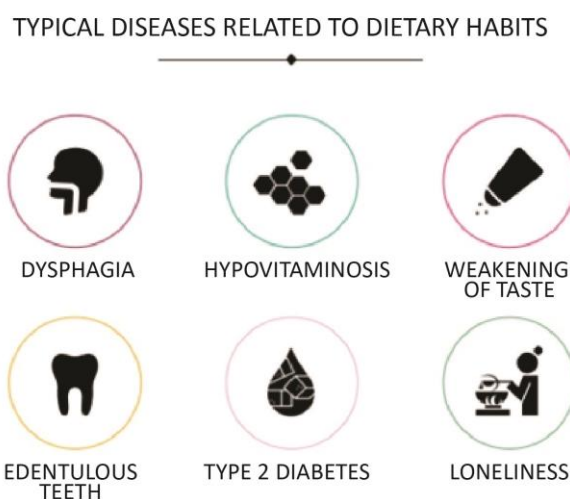 TYPICAL DISEASES RELATED TO DIETARY HABITS
DYSPHAGIA
HYPOVITAMINOSIS
WEAKENING
OF TASTE
EDENTULOUS
TEETH
TYPE 2 DIABETES
LONELINESS